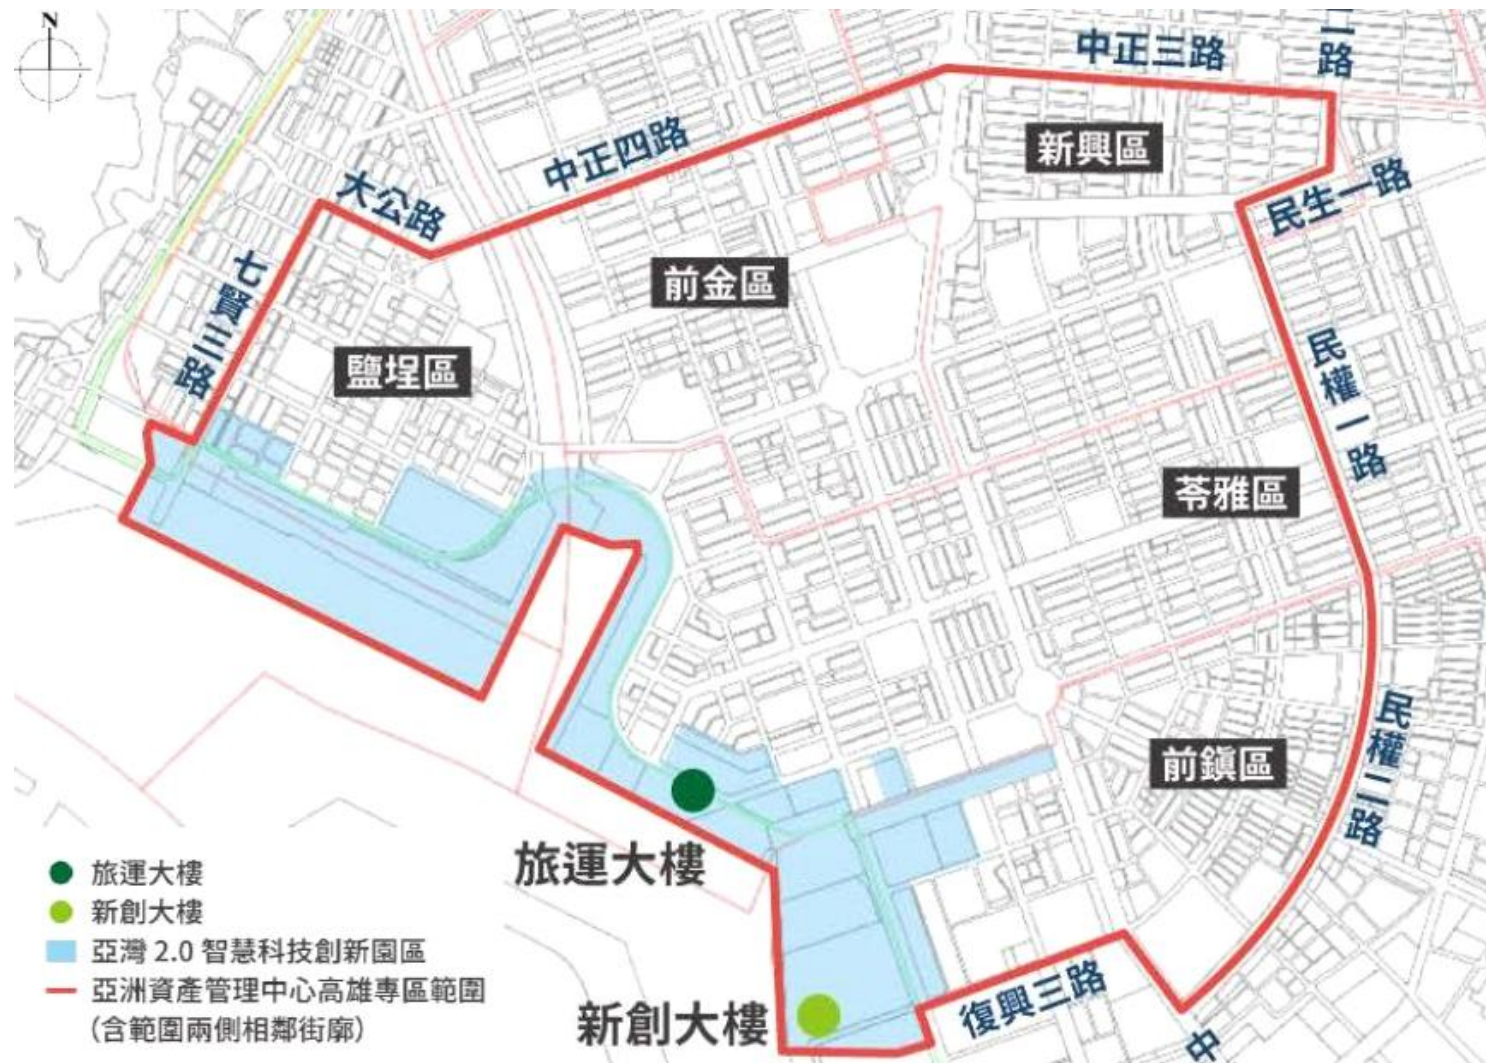 N
二路
中正三路
新興區
中正四路
大公路
民生一路
七賢三路
前金區
鹽埕區
民權一路
苓雅區
民權二路
前鎮區
旅運大樓
新創大樓
復興三路
中
旅運大樓
新創大樓
亞灣 2.0 智慧科技創新園區
亞洲資產管理中心高雄專區範圍
(含範圍兩側相鄰街廓)